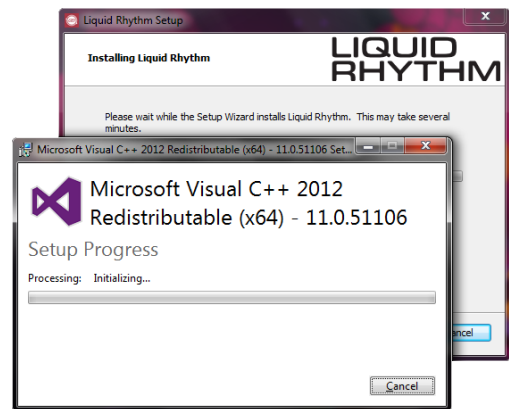 Liquid Rhythm Setup
Installing Liquid Rhythm
LIQUID
RHYTHM
Please wait while the Setup Wizard installs Liquid Rhythm. This may take several
minutes.
Microsoft Visual C++ 2012 Redistributable (x64) - 11.0.51106 Set...
Microsoft Visual C++ 2012
Redistributable (x64) - 11.0.51106
Setup Progress
Processing: Initializing...
ancel
Cancel